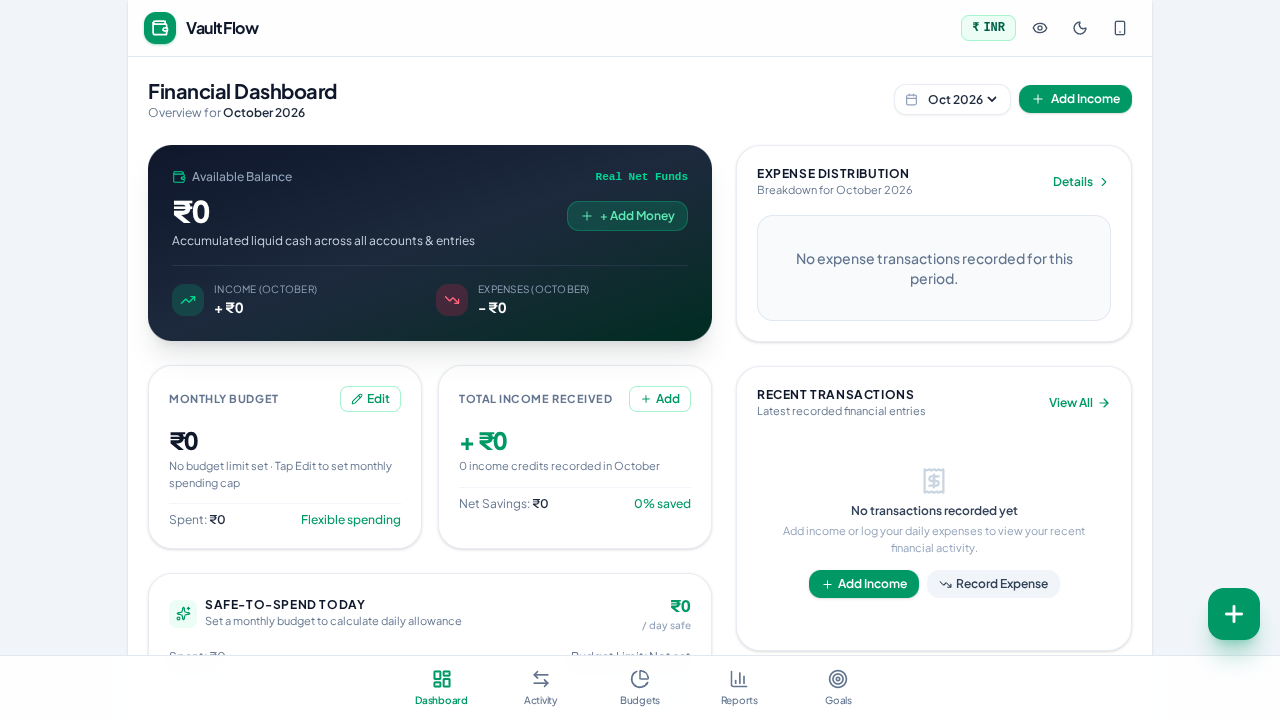 VaultFlow
₹ INR
Financial Dashboard
Overview for October 2026
Oct 2026
Add Income
Available Balance
Real Net Funds
₹0
+ Add Money
Accumulated liquid cash across all accounts & entries
INCOME (OCTOBER)
+ ₹0
EXPENSES (OCTOBER)
- ₹0
EXPENSE DISTRIBUTION
Breakdown for October 2026
Details
No expense transactions recorded for this
period.
MONTHLY BUDGET
Edit
₹0
No budget limit set · Tap Edit to set monthly
spending cap
Spent: ₹0
Flexible spending
TOTAL INCOME RECEIVED
Add
+ ₹0
0 income credits recorded in October
Net Savings: ₹0
0% saved
RECENT TRANSACTIONS
Latest recorded financial entries
View All
No transactions recorded yet
Add income or log your daily expenses to view your recent
financial activity.
Add Income
Record Expense
SAFE-TO-SPEND TODAY
Set a monthly budget to calculate daily allowance
₹0
/ day safe
Spent: ₹0
Budget Limit: Not set
Dashboard
Activity
Budgets
Reports
Goals